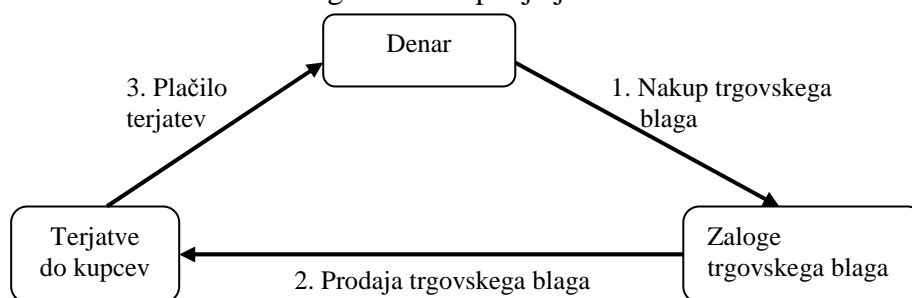 Denar
3. Plačilo
terjatev
1. Nakup trgovskega
blaga
Terjatve
do kupcev
Zaloge
trgovskega blaga
2. Prodaja trgovskega blaga